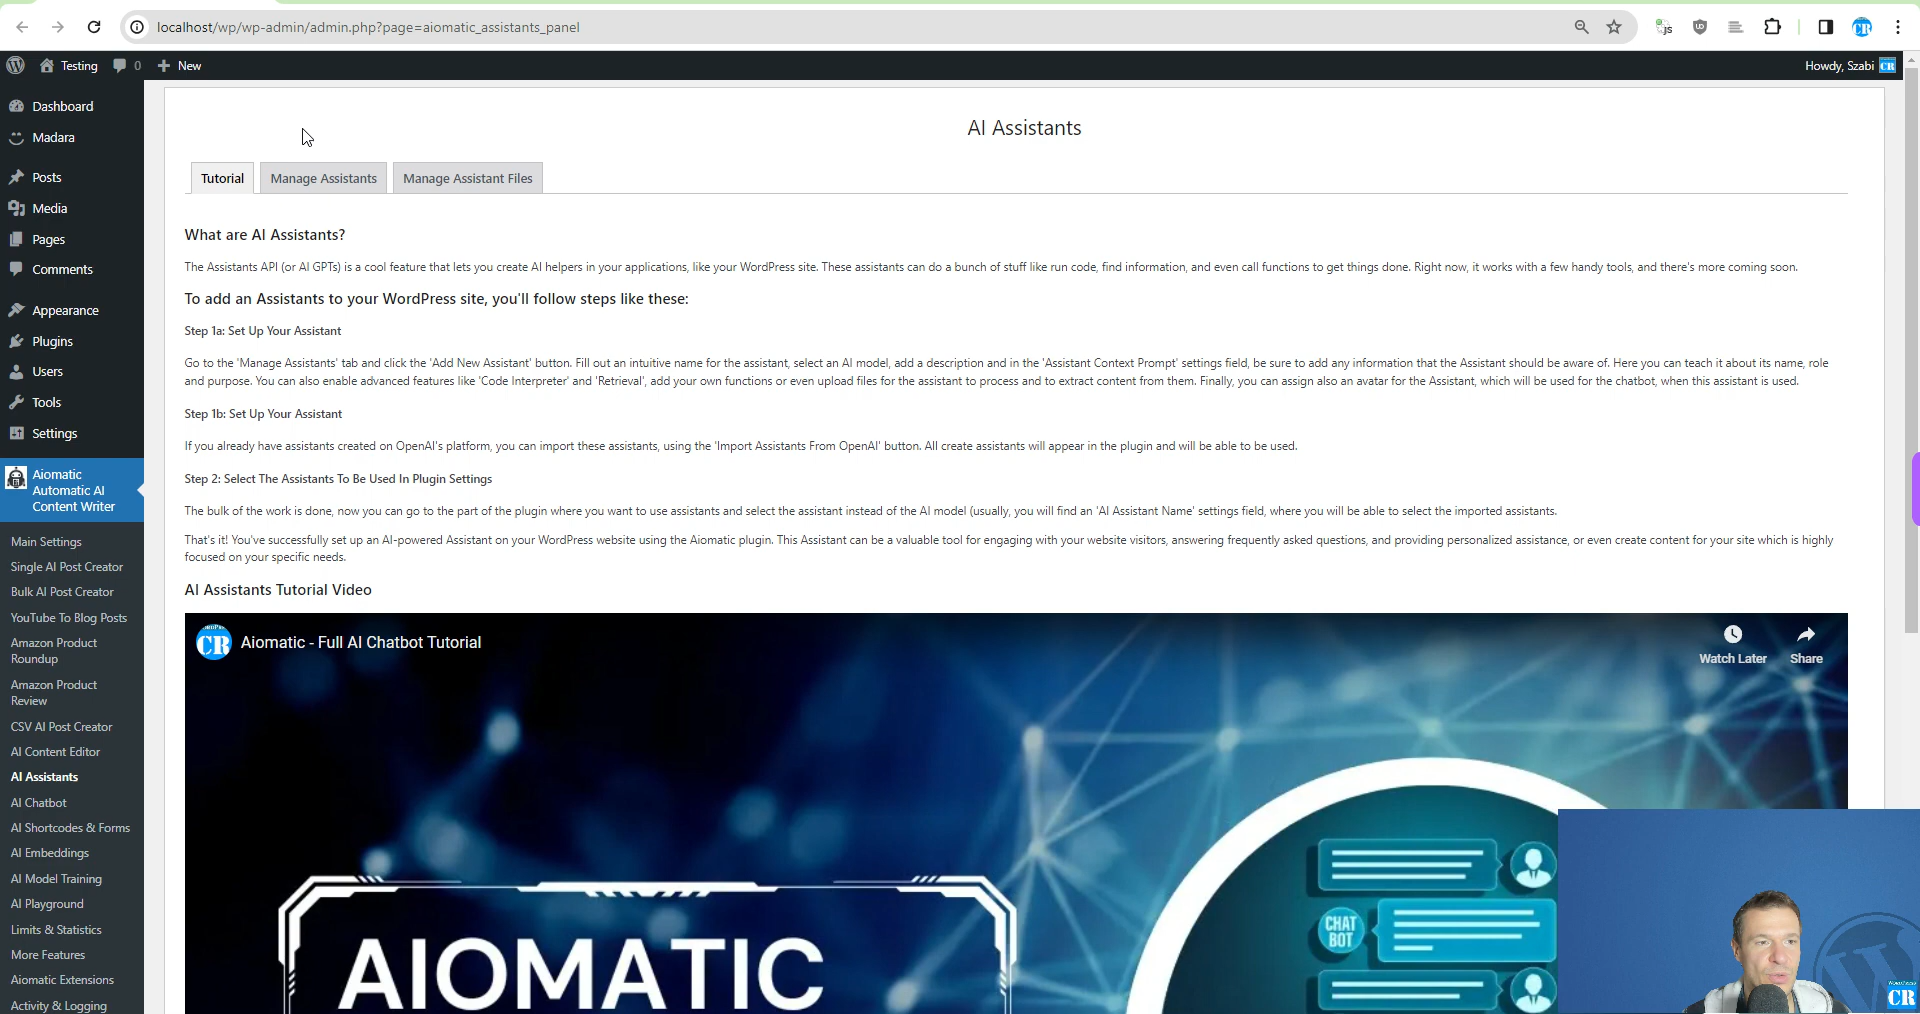 localhost/wp/wp-admin/admin.php?page=aiomatic_assistants_panel
JS
CR
Testing
0
New
Howdy, Szabi
CR
Dashboard
Madara
Posts
Media
Pages
Comments
Appearance
Plugins
Users
Tools
Settings
Aiomatic
Automatic AI
Content Writer
Main Settings
Single AI Post Creator
Bulk AI Post Creator
YouTube To Blog Posts
Amazon Product
Roundup
Amazon Product
Review
CSV AI Post Creator
AI Content Editor
AI Assistants
AI Chatbot
AI Shortcodes & Forms
AI Embeddings
AI Model Training
AI Playground
Limits & Statistics
More Features
Aiomatic Extensions
Activity & Logging
AI Assistants
Tutorial
Manage Assistants
Manage Assistant Files
What are AI Assistants?
The Assistants API (or AI GPTs) is a cool feature that lets you create AI helpers in your applications, like your WordPress site. These assistants can do a bunch of stuff like run code, find information, and even call functions to get things done. Right now, it works with a few handy tools, and there's more coming soon.
To add an Assistants to your WordPress site, you'll follow steps like these:
Step 1a: Set Up Your Assistant
Go to the 'Manage Assistants' tab and click the 'Add New Assistant' button. Fill out an intuitive name for the assistant, select an AI model, add a description and in the 'Assistant Context Prompt' settings field, be sure to add any information that the Assistant should be aware of. Here you can teach it about its name, role
and purpose. You can also enable advanced features like 'Code Interpreter' and 'Retrieval', add your own functions or even upload files for the assistant to process and to extract content from them. Finally, you can assign also an avatar for the Assistant, which will be used for the chatbot, when this assistant is used.
Step 1b: Set Up Your Assistant
If you already have assistants created on OpenAI's platform, you can import these assistants, using the 'Import Assistants From OpenAI' button. All create assistants will appear in the plugin and will be able to be used.
Step 2: Select The Assistants To Be Used In Plugin Settings
The bulk of the work is done, now you can go to the part of the plugin where you want to use assistants and select the assistant instead of the AI model (usually, you will find an 'AI Assistant Name' settings field, where you will be able to select the imported assistants.
That's it! You've successfully set up an AI-powered Assistant on your WordPress website using the Aiomatic plugin. This Assistant can be a valuable tool for engaging with your website visitors, answering frequently asked questions, and providing personalized assistance, or even create content for your site which is highly
focused on your specific needs.
AI Assistants Tutorial Video
CR
Aiomatic - Full AI Chatbot Tutorial
Watch Later
Share
AIOMATIC
CHAT
BOT
WORDPRESS
CR